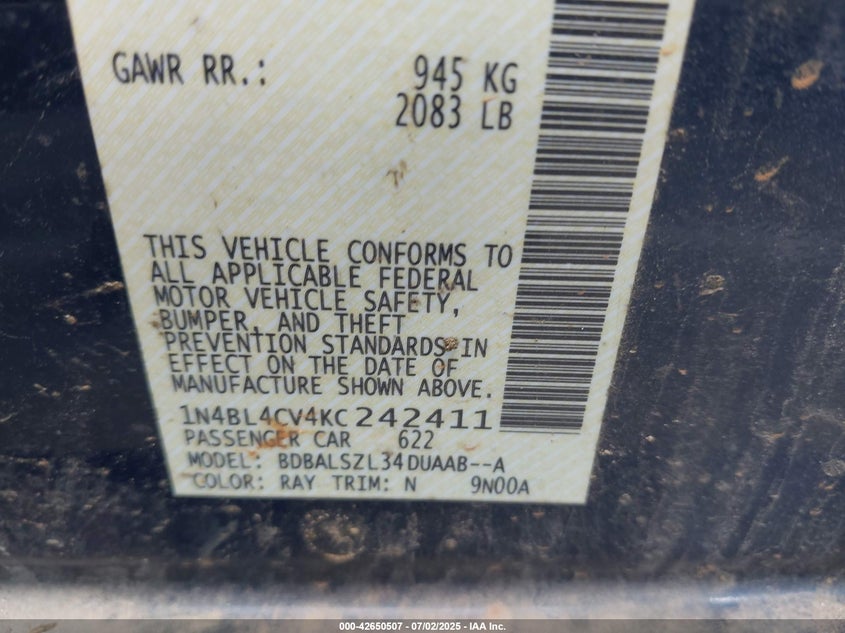 GAWR RR.: 945 KG
2083 LB
THIS VEHICLE CONFORMS TO
ALL APPLICABLE FEDERAL
MOTOR VEHICLE SAFETY,
BUMPER, AND THEFT
PREVENTION STANDARDS IN
EFFECT ON THE DATE OF
MANUFACTURE SHOWN ABOVE.
1N4BL4CV4KC242411
PASSENGER CAR 622
MODEL: BDBALSZL34DUAAB--A
COLOR: RAY TRIM: N 9N00A
000-42650507 - 07/02/2025 - IAA Inc.